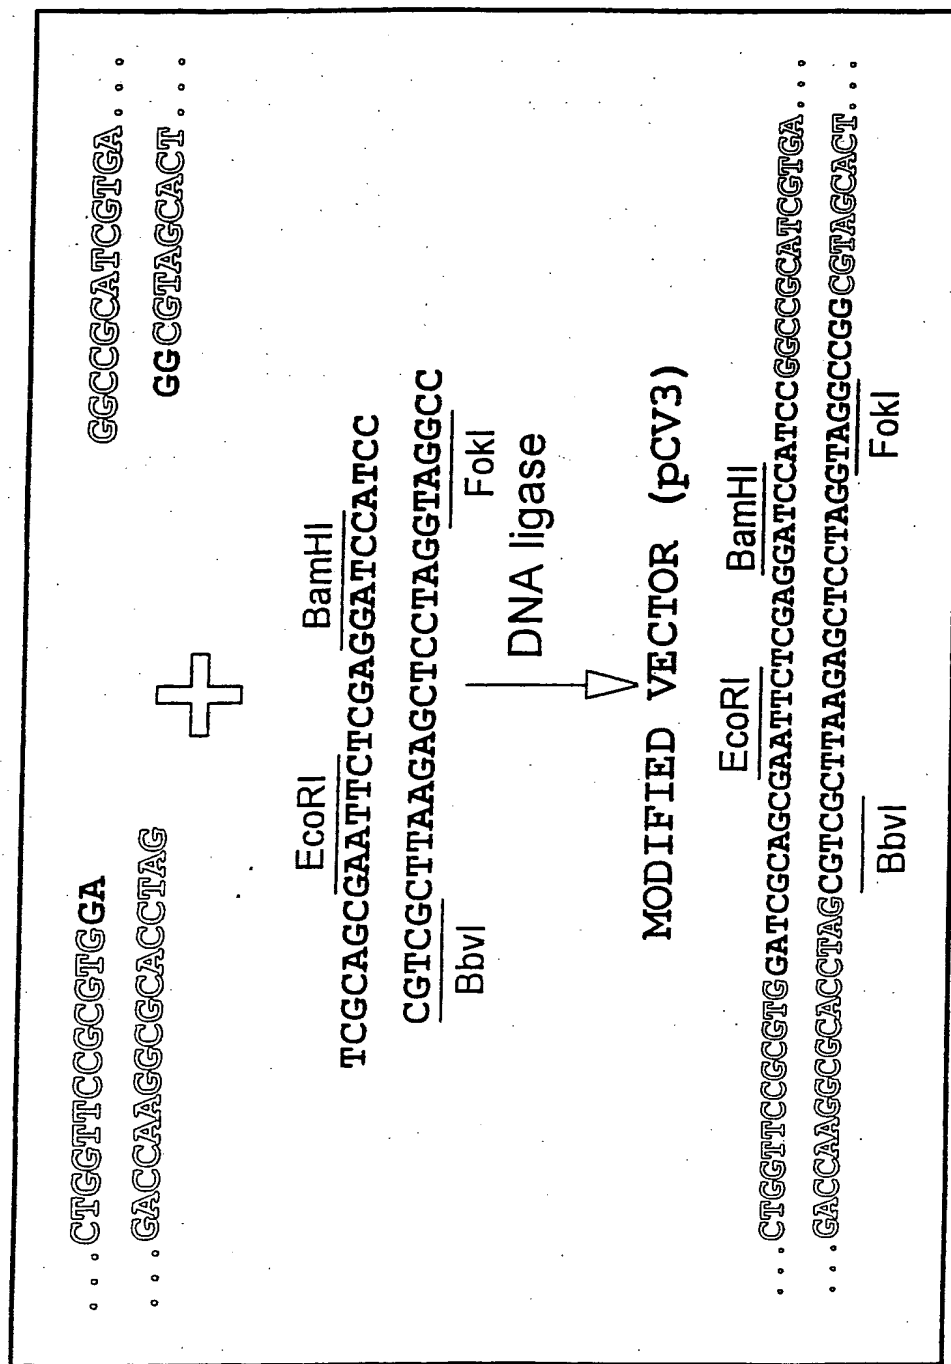 ...CTGGTTCCGCGTGGA GGCCGCATCGTGA...
...GACCAAGGCGCACCTAG GGCGTAGCACT...
EcoRI BamHI
TCGCAGCGAATTCTCGAGGATCCATCC
CGTCGCTTAAGAGCTCCTAGGTAGGCC
BbvI FokI
DNA ligase
MODIFIED VECTOR (pCV3)
EcoRI BamHI
...CTGGTTCCGCGTGGATCGCAGCGAATTCTCGAGGATCCATCCGGCCGCATCGTGA...
...GACCAAGGCGCACCTAGCGTCGCTTAAGAGCTCCTAGGTAGGCCGGCGTAGCACT...
BbvI FokI